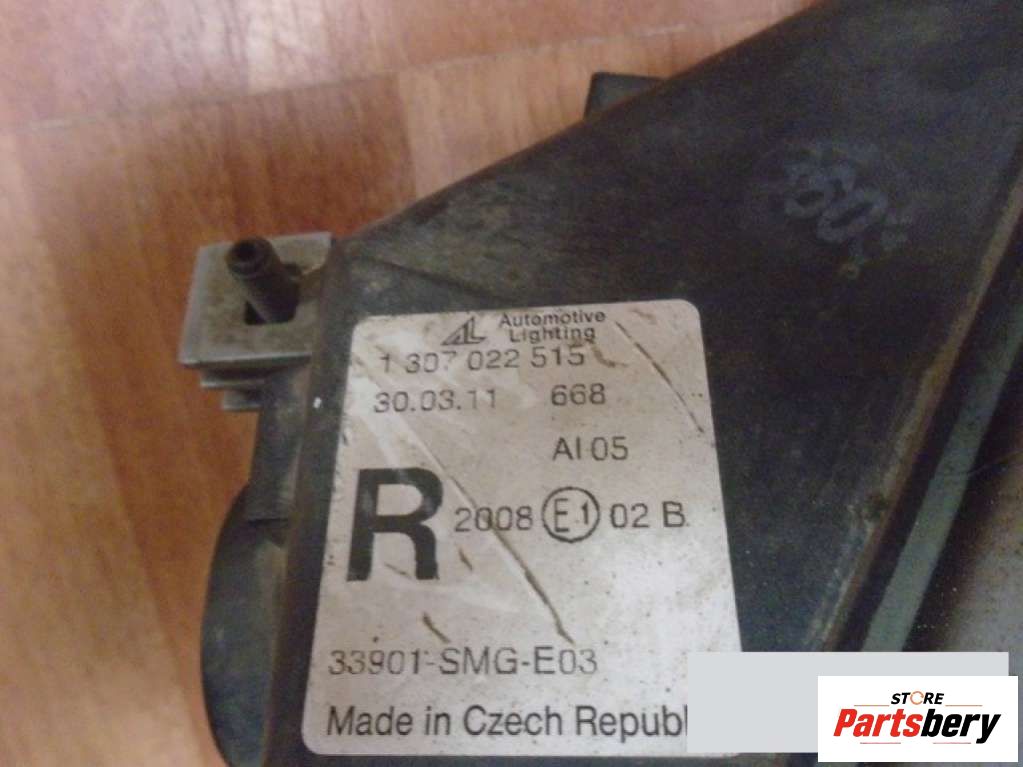 AL Automotive
Lighting
1 307 022 515
30.03.11 668
AI 05
R 2008 E1 02 B
33901-SMG-E03
Made in Czech Republ
STORE
Partsbery